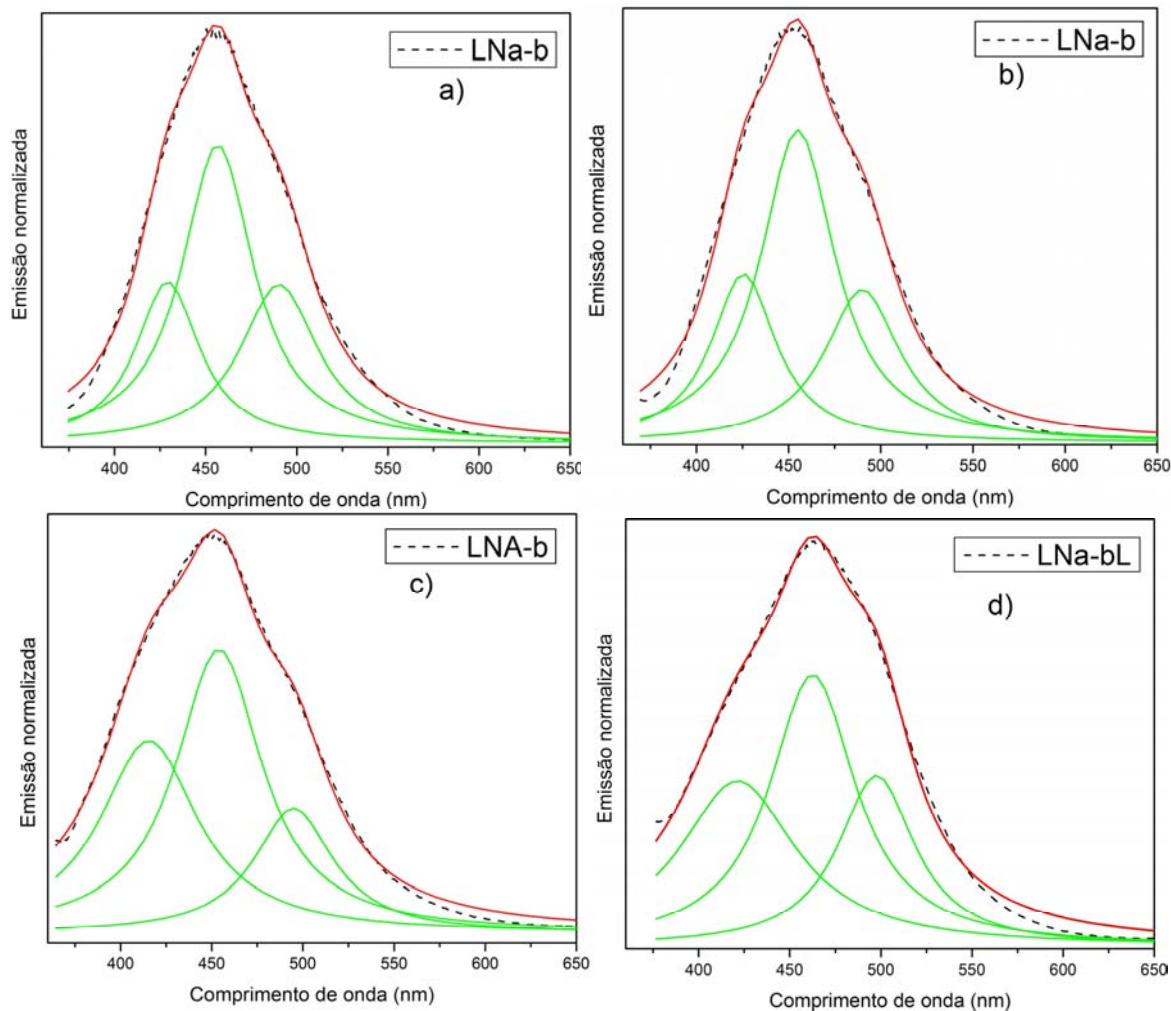 LNa-b
a)
Emissão normalizada
400 450 500 550 600 650
Comprimento de onda (nm)
LNa-b
b)
Emissão normalizada
400 450 500 550 600 650
Comprimento de onda (nm)
LNA-b
c)
Emissão normalizada
400 450 500 550 600 650
Comprimento de onda (nm)
LNa-bL
d)
Emissão normalizada
400 450 500 550 600 650
Comprimento de onda (nm)